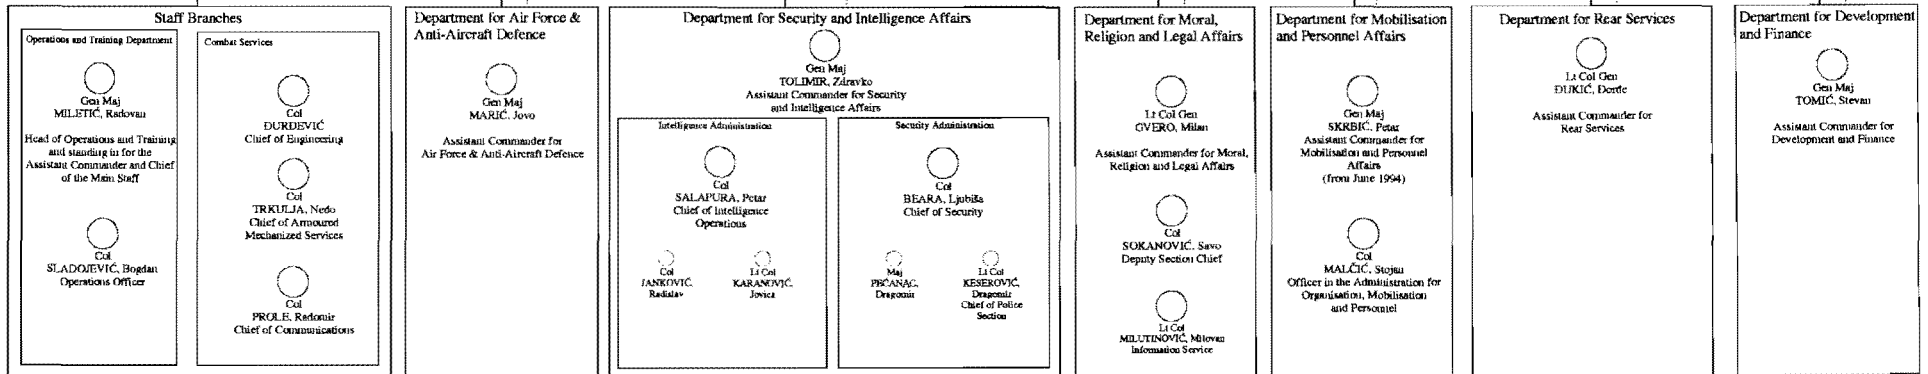 Staff Branches
Operations and Training Department
Gen Maj
MILETIĆ, Radovan
Head of Operations and Training
and standing in for the
Assistant Commander and Chief
of the Main Staff
Col
SLADOJEVIĆ, Bogdan
Operations Officer
Combat Services
Col
ĐURĐEVIĆ
Chief of Engineering
Col
TRKULJA, Nedo
Chief of Armoured
Mechanized Services
Col
PROLE, Radomir
Chief of Communications
Department for Air Force &
Anti-Aircraft Defence
Gen Maj
MARIĆ, Jovo
Assistant Commander for
Air Force & Anti-Aircraft Defence
Department for Security and Intelligence Affairs
Gen Maj
TOLIMIR, Zdravko
Assistant Commander for Security
and Intelligence Affairs
Intelligence Administration
Col
SALAPURA, Petar
Chief of Intelligence
Operations
Col
JANKOVIĆ,
Radislav
Lt Col
KARANOVIĆ,
Jovica
Security Administration
Col
BEARA, Ljubiša
Chief of Security
Maj
PEĆANAC,
Dragomir
Lt Col
KESEROVIĆ,
Dragomir
Chief of Police
Section
Department for Moral,
Religion and Legal Affairs
Lt Col Gen
GVERO, Milan
Assistant Commander for Moral,
Religion and Legal Affairs
Col
SOKANOVIĆ, Savo
Deputy Section Chief
Lt Col
MILUTINOVIĆ, Milovan
Information Service
Department for Mobilisation
and Personnel Affairs
Gen Maj
SKRBIĆ, Petar
Assistant Commander for
Mobilisation and Personnel
Affairs
(from June 1994)
Col
MALČIĆ, Stojan
Officer in the Administration for
Organisation, Mobilisation
and Personnel
Department for Rear Services
Lt Col Gen
ĐUKIĆ, Đorđe
Assistant Commander for
Rear Services
Department for Development
and Finance
Gen Maj
TOMIĆ, Stevan
Assistant Commander for
Development and Finance